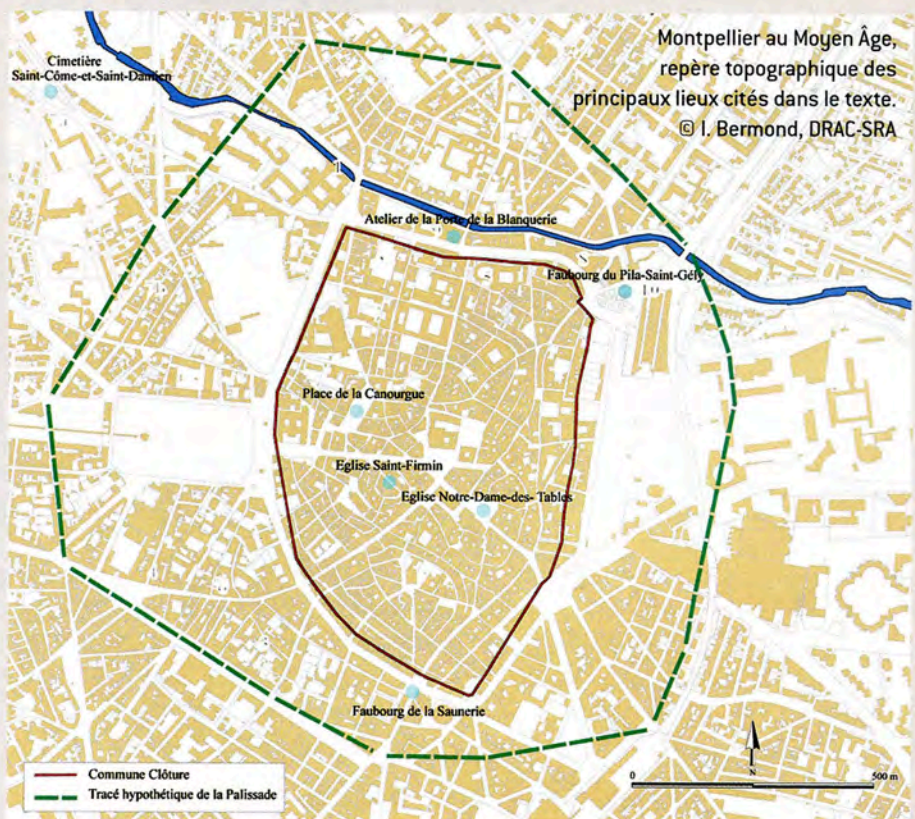 Montpellier au Moyen Âge,
repère topographique des
principaux lieux cités dans le texte.
© I. Bermond, DRAC-SRA
Cimetière
Saint-Côme-et-Saint-Damien
Atelier de la Porte de la Blanquerie
Faubourg du Pila-Saint-Gély
Place de la Canourgue
Eglise Saint-Firmin
Eglise Notre-Dame-des- Tables
Faubourg de la Saunerie
Commune Clôture
Tracé hypothétique de la Palissade
N
0
500 m